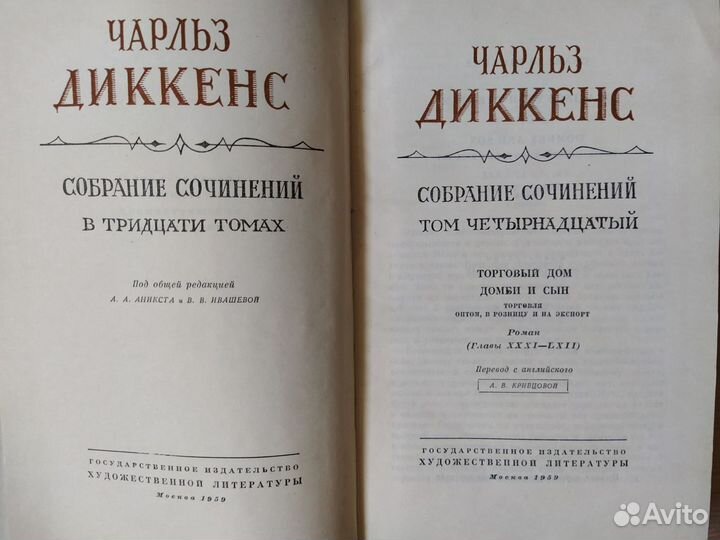 ЧАРЛЬЗ
ДИККЕНС
СОБРАНИЕ СОЧИНЕНИЙ
В ТРИДЦАТИ ТОМАХ
Под общей редакцией
А. А. АНИКСТА и В. В. ИВАШЕВОЙ
ГОСУДАРСТВЕННОЕ ИЗДАТЕЛЬСТВО
ХУДОЖЕСТВЕННОЙ ЛИТЕРАТУРЫ
Москва 1959
ЧАРЛЬЗ
ДИККЕНС
СОБРАНИЕ СОЧИНЕНИЙ
ТОМ ЧЕТЫРНАДЦАТЫЙ
ТОРГОВЫЙ ДОМ
ДОМБИ И СЫН
ТОРГОВЛЯ
ОПТОМ, В РОЗНИЦУ И НА ЭКСПОРТ
Роман
(Главы XXXI—LXII)
Перевод с английского
А. В. КРИВЦОВОЙ
ГОСУДАРСТВЕННОЕ ИЗДАТЕЛЬСТВО
ХУДОЖЕСТВЕННОЙ ЛИТЕРАТУРЫ
Москва 1959
Avito